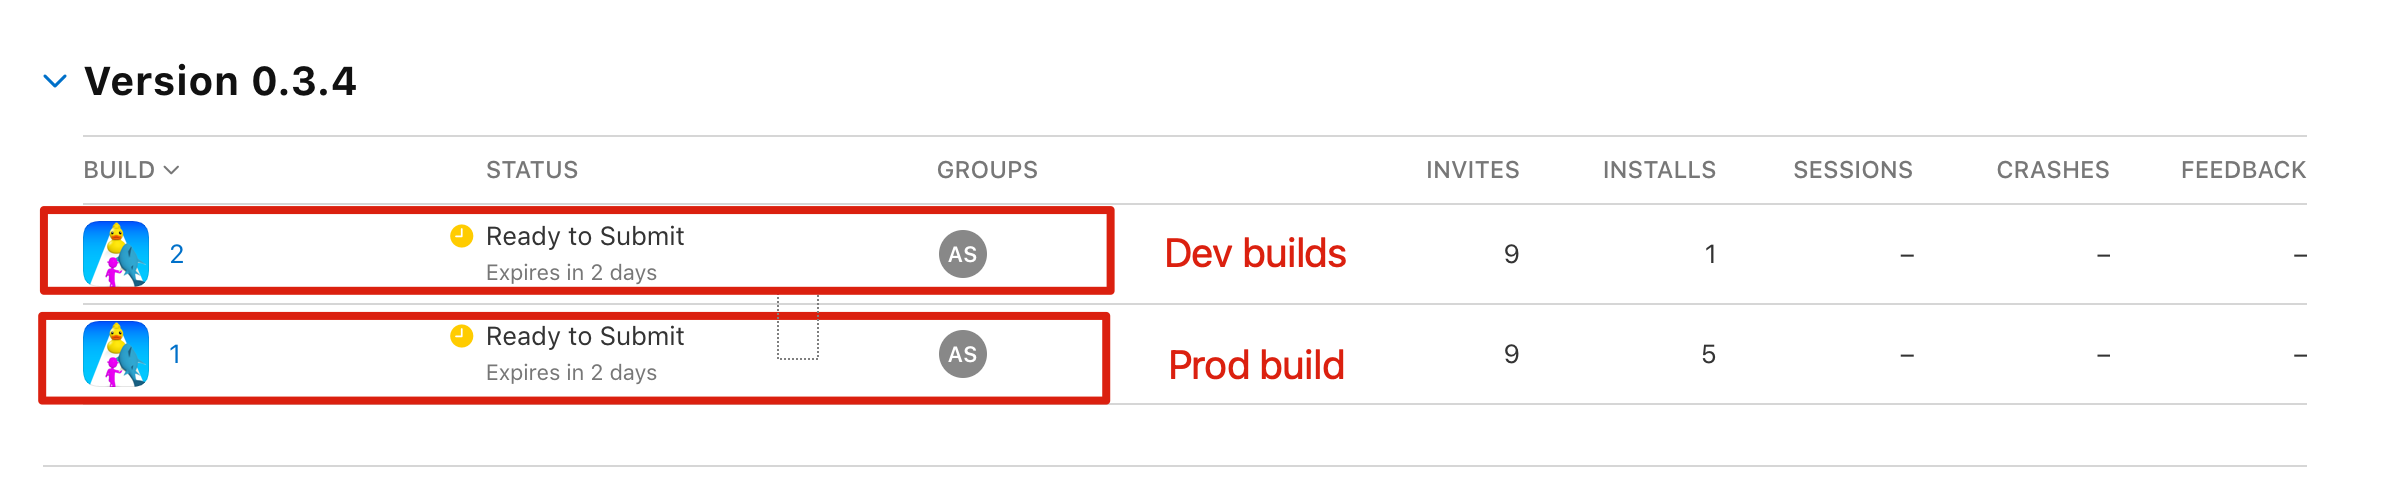 Version 0.3.4
BUILD STATUS GROUPS INVITES INSTALLS SESSIONS CRASHES FEEDBACK
2 Ready to Submit AS Dev builds 9 1 – – –
Expires in 2 days
1 Ready to Submit AS Prod build 9 5 – – –
Expires in 2 days